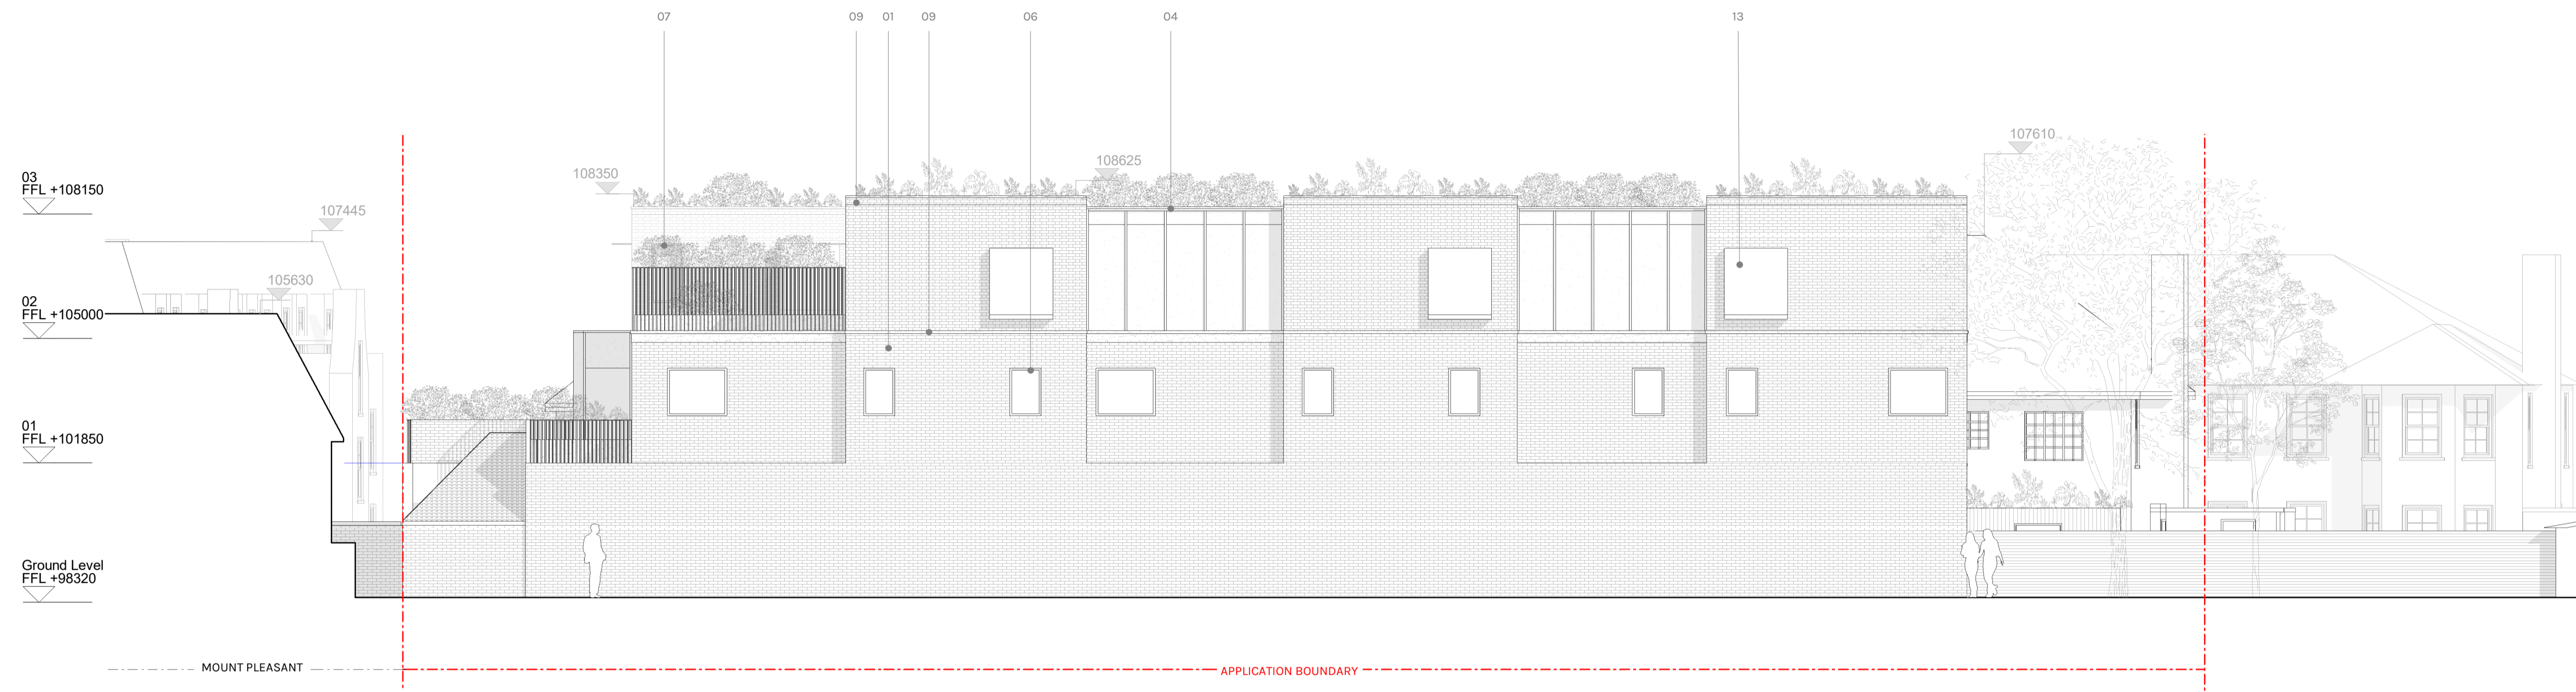 07
09
01
09
06
04
13
107610
108625
108350
03
FFL +108150
107445
105630
02
FFL +105000
01
FFL +101850
Ground Level
FFL +98320
MOUNT PLEASANT
APPLICATION BOUNDARY